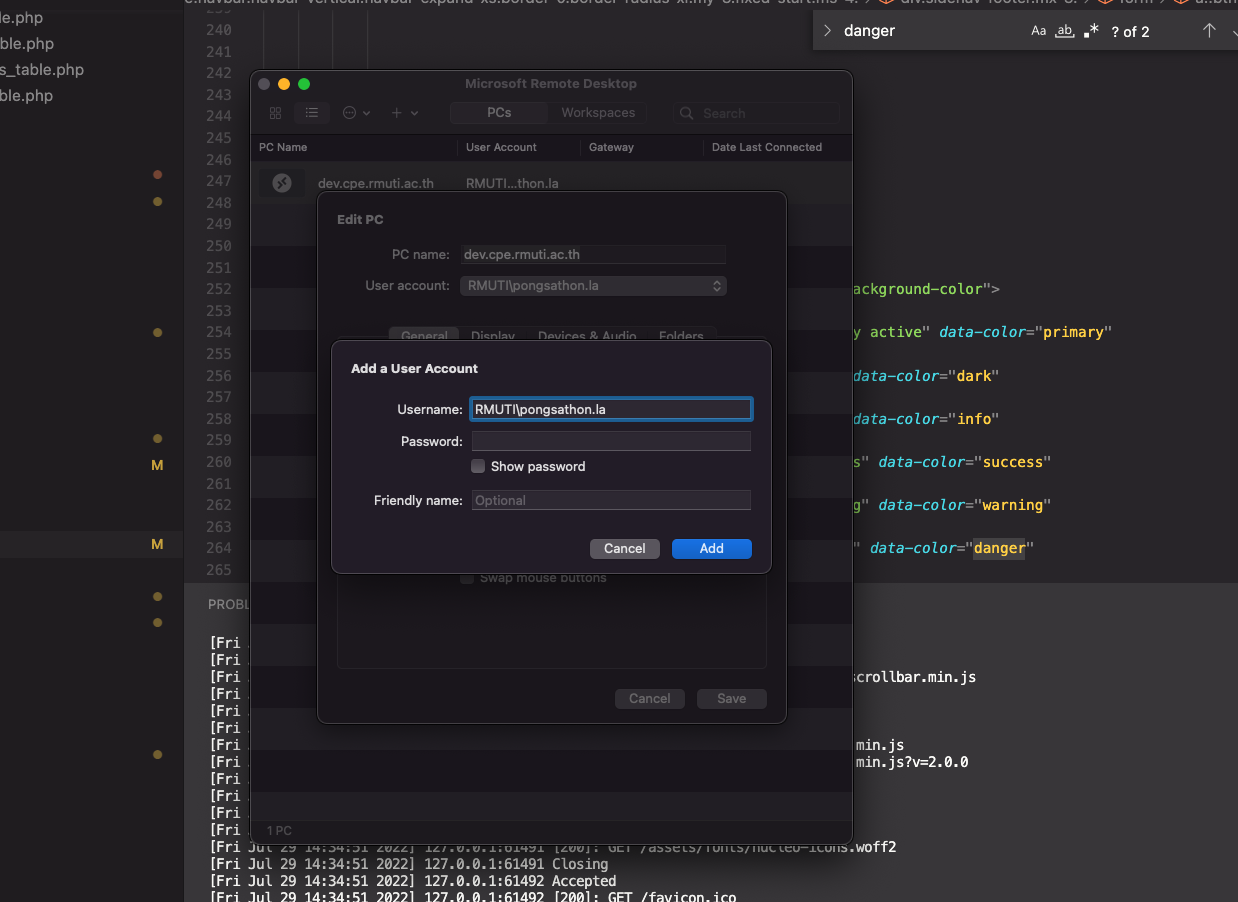 le.php
ble.php
s_table.php
ble.php
M
M
240
241
242
243
244
245
246
247
248
249
250
251
252
253
254
255
256
257
258
259
260
261
262
263
264
265
danger
Aa ab .* ? of 2
Microsoft Remote Desktop
PCs Workspaces Search
PC Name User Account Gateway Date Last Connected
dev.cpe.rmuti.ac.th RMUTI...thon.la
Edit PC
PC name: dev.cpe.rmuti.ac.th
User account: RMUTI\pongsathon.la
General Display Devices & Audio Folders
Add a User Account
Username: RMUTI\pongsathon.la
Password:
Show password
Friendly name: Optional
Cancel Add
Swap mouse buttons
Cancel Save
1 PC
ackground-color">
y active" data-color="primary"
data-color="dark"
data-color="info"
s" data-color="success"
g" data-color="warning"
" data-color="danger"
PROBL
[Fri
[Fri
[Fri scrollbar.min.js
[Fri
[Fri
[Fri
[Fri min.js
[Fri min.js?v=2.0.0
[Fri
[Fri
[Fri
[Fri
[Fri Jul 29 14:34:51 2022] 127.0.0.1:61491 [200]: GET /assets/fonts/nucleo-icons.woff2
[Fri Jul 29 14:34:51 2022] 127.0.0.1:61491 Closing
[Fri Jul 29 14:34:51 2022] 127.0.0.1:61492 Accepted
[Fri Jul 29 14:34:51 2022] 127.0.0.1:61492 [200]: GET /favicon.ico